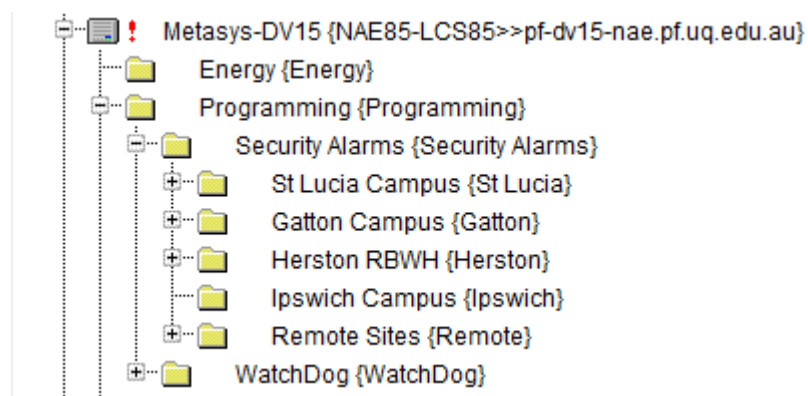 Metasys-DV15 {NAE85-LCS85>>pf-dv15-nae.pf.uq.edu.au}
Energy {Energy}
Programming {Programming}
Security Alarms {Security Alarms}
St Lucia Campus {St Lucia}
Gatton Campus {Gatton}
Herston RBWH {Herston}
Ipswich Campus {Ipswich}
Remote Sites {Remote}
WatchDog {WatchDog}